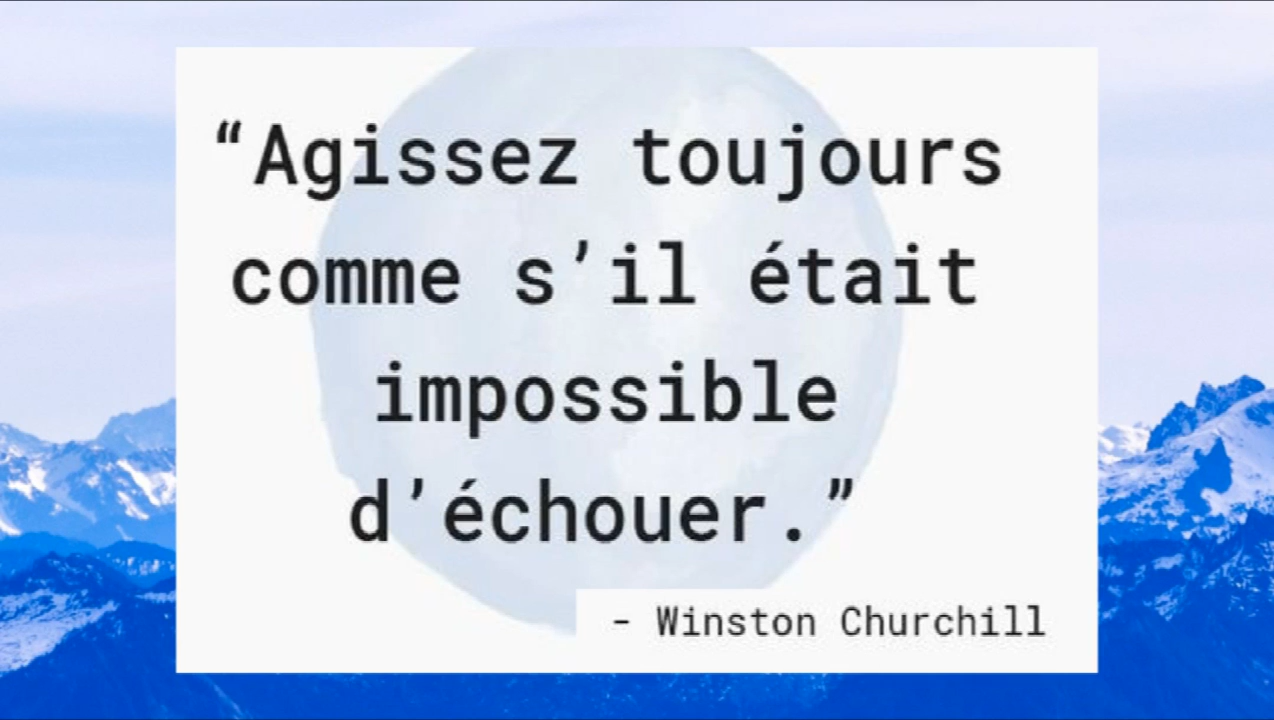 “Agissez toujours
comme s’il était
impossible
d’échouer.”
- Winston Churchill